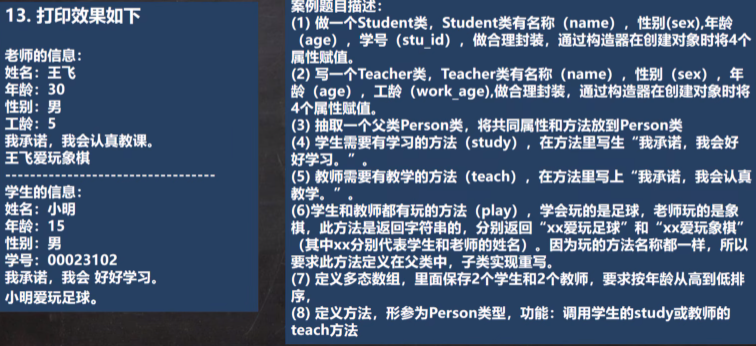 13. 打印效果如下
老师的信息：
姓名：王飞
年龄：30
性别：男
工龄：5
我承诺，我会认真教课。
王飞爱玩象棋
----------------------------------
学生的信息：
姓名：小明
年龄：15
性别：男
学号：00023102
我承诺，我会 好好学习。
小明爱玩足球。
案例题目描述：
(1) 做一个Student类，Student类有名称（name），性别(sex),年龄
（age），学号（stu_id），做合理封装，通过构造器在创建对象时将4个
属性赋值。
(2) 写一个Teacher类，Teacher类有名称（name），性别（sex），年
龄（age），工龄（work_age),做合理封装，通过构造器在创建对象时将
4个属性赋值。
(3) 抽取一个父类Person类，将共同属性和方法放到Person类
(4) 学生需要有学习的方法（study），在方法里写生“我承诺，我会好
好学习。”。
(5) 教师需要有教学的方法（teach），在方法里写上“我承诺，我会认真
教学。”。
(6)学生和教师都有玩的方法（play），学会玩的是足球，老师玩的是象
棋，此方法是返回字符串的，分别返回“xx爱玩足球”和“xx爱玩象棋”
（其中xx分别代表学生和老师的姓名）。因为玩的方法名称都一样，所以
要求此方法定义在父类中，子类实现重写。
(7) 定义多态数组，里面保存2个学生和2个教师，要求按年龄从高到低排
序，
(8) 定义方法，形参为Person类型，功能：调用学生的study或教师的
teach方法